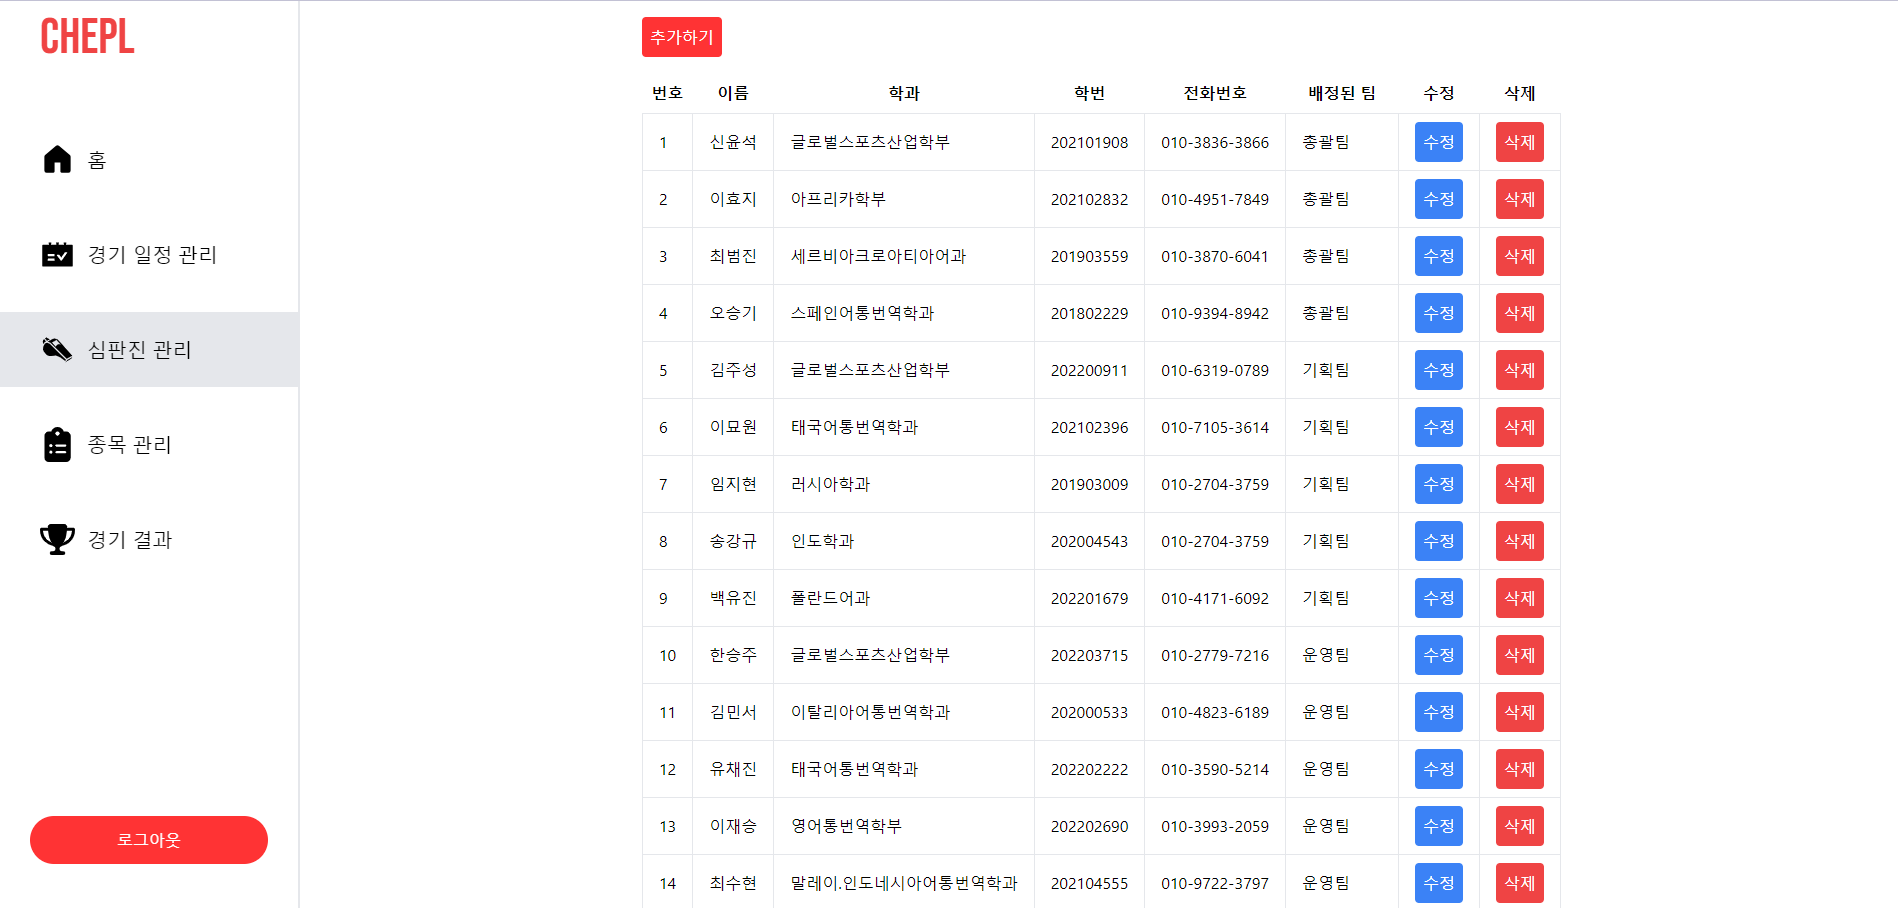 CHEPL
홈
경기 일정 관리
심판진 관리
종목 관리
경기 결과
로그아웃
추가하기
번호 이름 학과 학번 전화번호 배정된 팀 수정 삭제
1 신윤석 글로벌스포츠산업학부 202101908 010-3836-3866 총괄팀 수정 삭제
2 이효지 아프리카학부 202102832 010-4951-7849 총괄팀 수정 삭제
3 최범진 세르비아크로아티아어과 201903559 010-3870-6041 총괄팀 수정 삭제
4 오승기 스페인어통번역학과 201802229 010-9394-8942 총괄팀 수정 삭제
5 김주성 글로벌스포츠산업학부 202200911 010-6319-0789 기획팀 수정 삭제
6 이묘원 태국어통번역학과 202102396 010-7105-3614 기획팀 수정 삭제
7 임지현 러시아학과 201903009 010-2704-3759 기획팀 수정 삭제
8 송강규 인도학과 202004543 010-2704-3759 기획팀 수정 삭제
9 백유진 폴란드어과 202201679 010-4171-6092 기획팀 수정 삭제
10 한승주 글로벌스포츠산업학부 202203715 010-2779-7216 운영팀 수정 삭제
11 김민서 이탈리아어통번역학과 202000533 010-4823-6189 운영팀 수정 삭제
12 유채진 태국어통번역학과 202202222 010-3590-5214 운영팀 수정 삭제
13 이재승 영어통번역학부 202202690 010-3993-2059 운영팀 수정 삭제
14 최수현 말레이.인도네시아어통번역학과 202104555 010-9722-3797 운영팀 수정 삭제